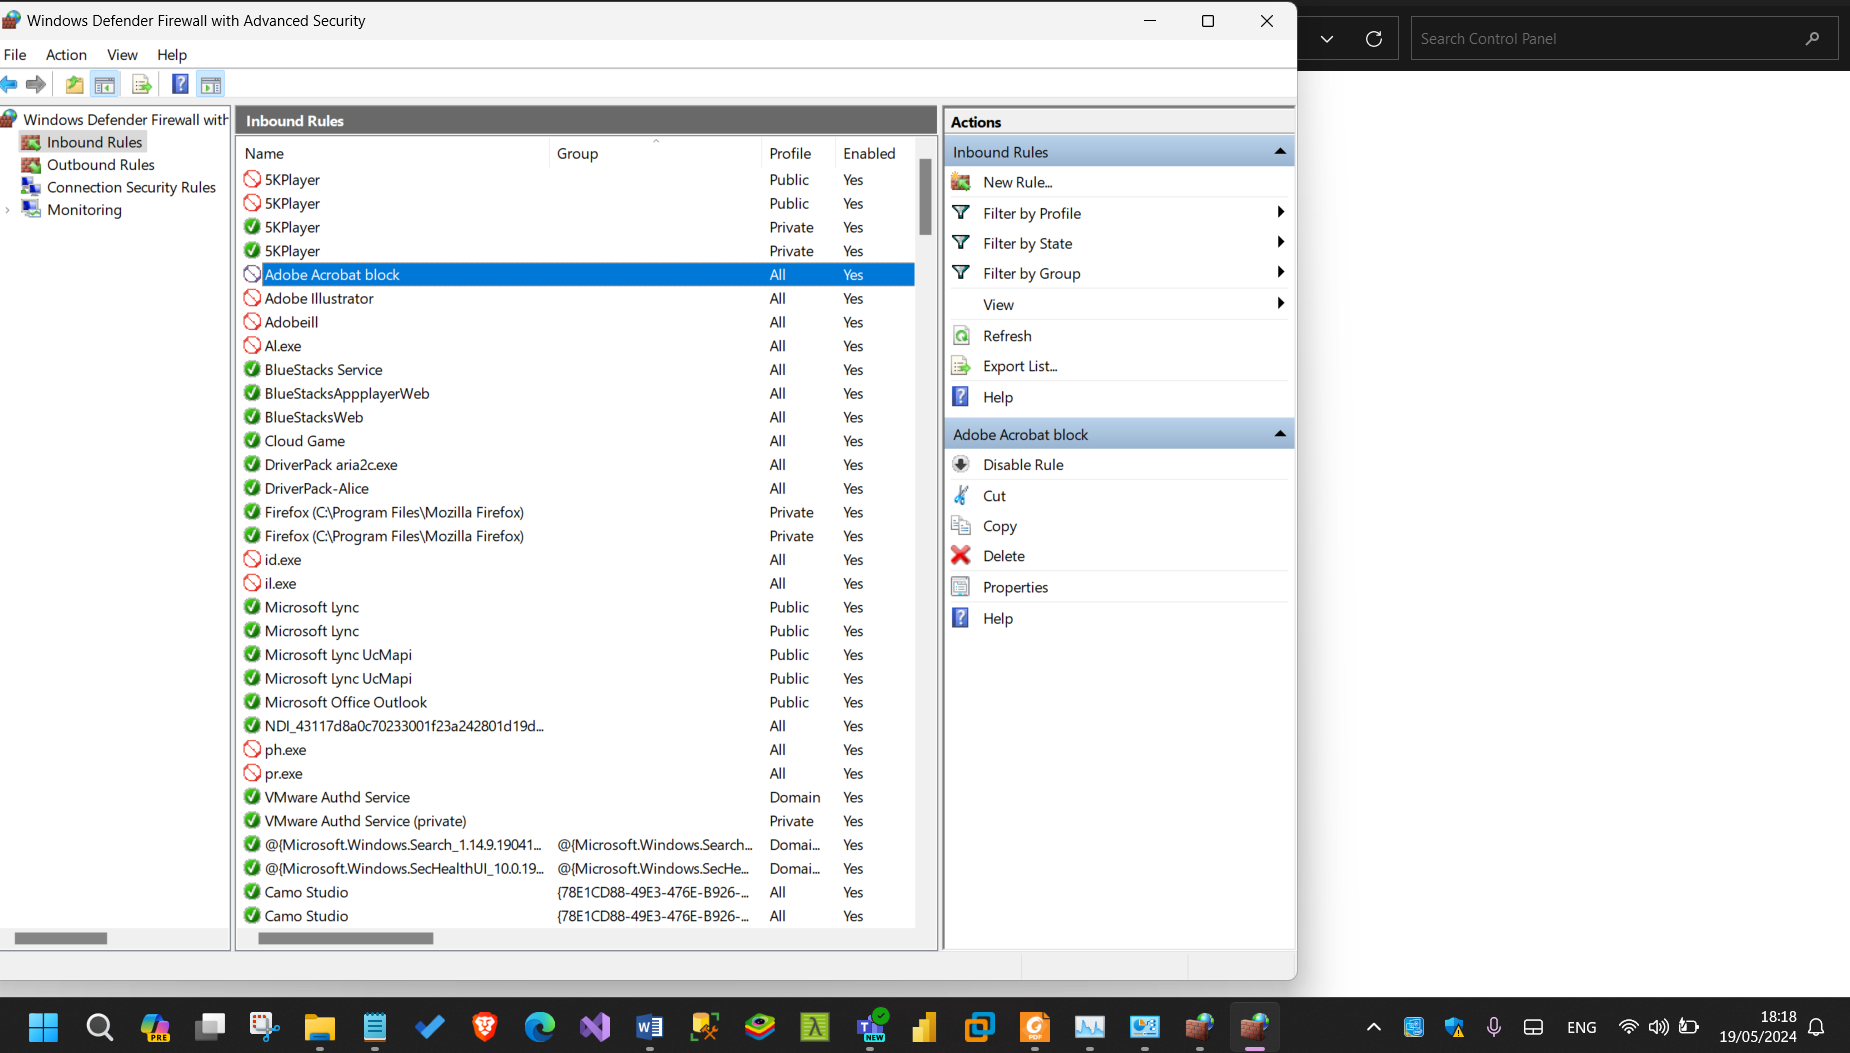 Windows Defender Firewall with Advanced Security
Search Control Panel
File Action View Help
Windows Defender Firewall with
Inbound Rules
Outbound Rules
Connection Security Rules
Monitoring
Inbound Rules
Name Group Profile Enabled
5KPlayer Public Yes
5KPlayer Public Yes
5KPlayer Private Yes
5KPlayer Private Yes
Adobe Acrobat block All Yes
Adobe Illustrator All Yes
Adobeill All Yes
AI.exe All Yes
BlueStacks Service All Yes
BlueStacksAppplayerWeb All Yes
BlueStacksWeb All Yes
Cloud Game All Yes
DriverPack aria2c.exe All Yes
DriverPack-Alice All Yes
Firefox (C:\Program Files\Mozilla Firefox) Private Yes
Firefox (C:\Program Files\Mozilla Firefox) Private Yes
id.exe All Yes
il.exe All Yes
Microsoft Lync Public Yes
Microsoft Lync Public Yes
Microsoft Lync UcMapi Public Yes
Microsoft Lync UcMapi Public Yes
Microsoft Office Outlook Public Yes
NDI_43117d8a0c70233001f23a242801d19d... All Yes
ph.exe All Yes
pr.exe All Yes
VMware Authd Service Domain Yes
VMware Authd Service (private) Private Yes
@{Microsoft.Windows.Search_1.14.9.19041... @{Microsoft.Windows.Search... Domai... Yes
@{Microsoft.Windows.SecHealthUI_10.0.19... @{Microsoft.Windows.SecHe... Domai... Yes
Camo Studio {78E1CD88-49E3-476E-B926-... All Yes
Camo Studio {78E1CD88-49E3-476E-B926-... All Yes
Actions
Inbound Rules
New Rule...
Filter by Profile
Filter by State
Filter by Group
View
Refresh
Export List...
Help
Adobe Acrobat block
Disable Rule
Cut
Copy
Delete
Properties
Help
PRE
NEW
PDF
ENG
18:18
19/05/2024